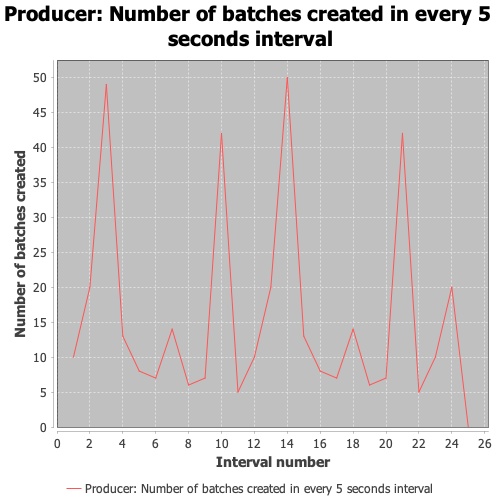 Producer: Number of batches created in every 5
seconds interval
Number of batches created
50
45
40
35
30
25
20
15
10
5
0
0 2 4 6 8 10 12 14 16 18 20 22 24 26
Interval number
Producer: Number of batches created in every 5 seconds interval